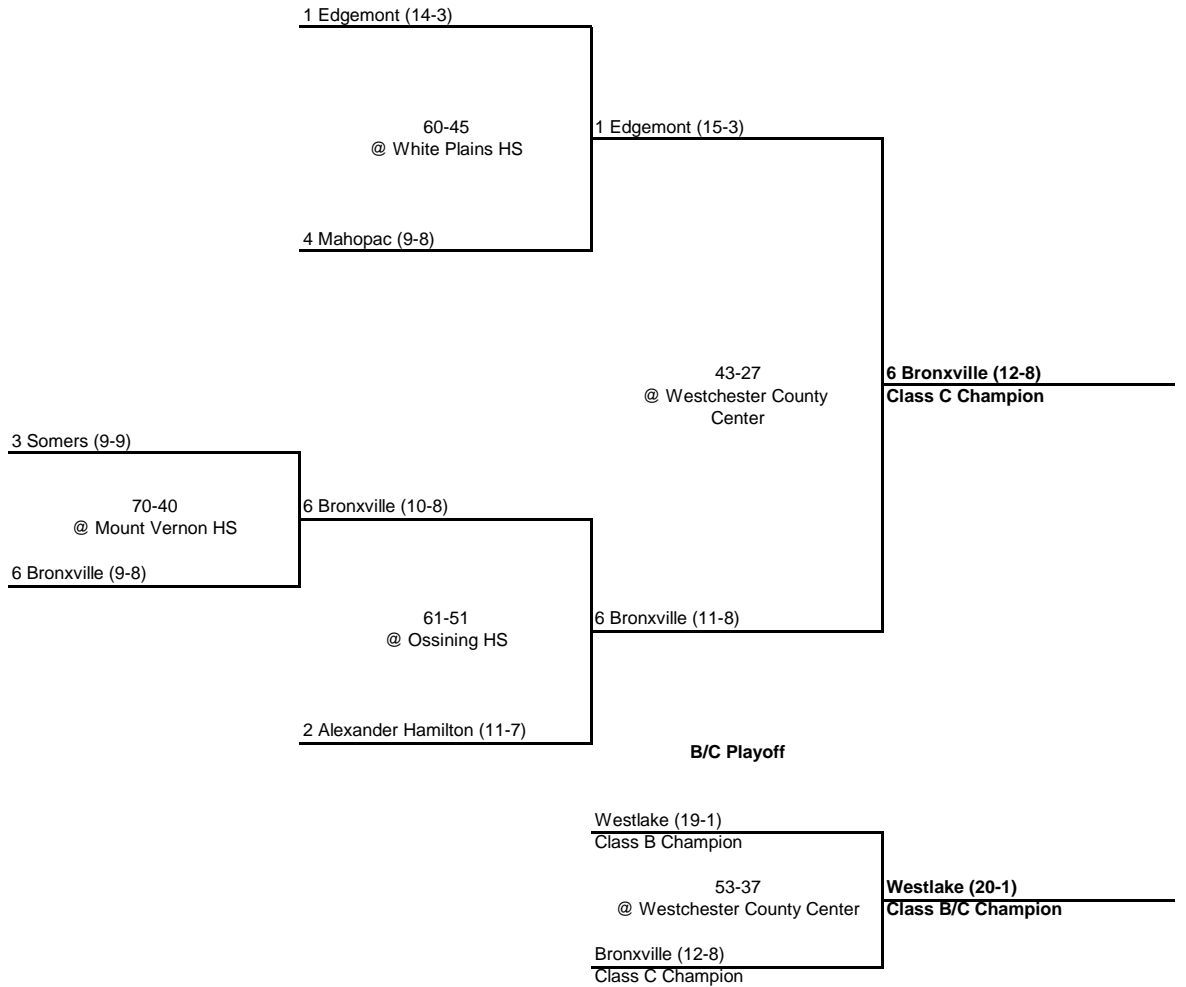 1 Edgemont (14-3)
60-45
@ White Plains HS
1 Edgemont (15-3)
4 Mahopac (9-8)
43-27
@ Westchester County
Center
6 Bronxville (12-8)
Class C Champion
3 Somers (9-9)
70-40
@ Mount Vernon HS
6 Bronxville (10-8)
6 Bronxville (9-8)
61-51
@ Ossining HS
6 Bronxville (11-8)
2 Alexander Hamilton (11-7)
B/C Playoff
Westlake (19-1)
Class B Champion
53-37
@ Westchester County Center
Westlake (20-1)
Class B/C Champion
Bronxville (12-8)
Class C Champion